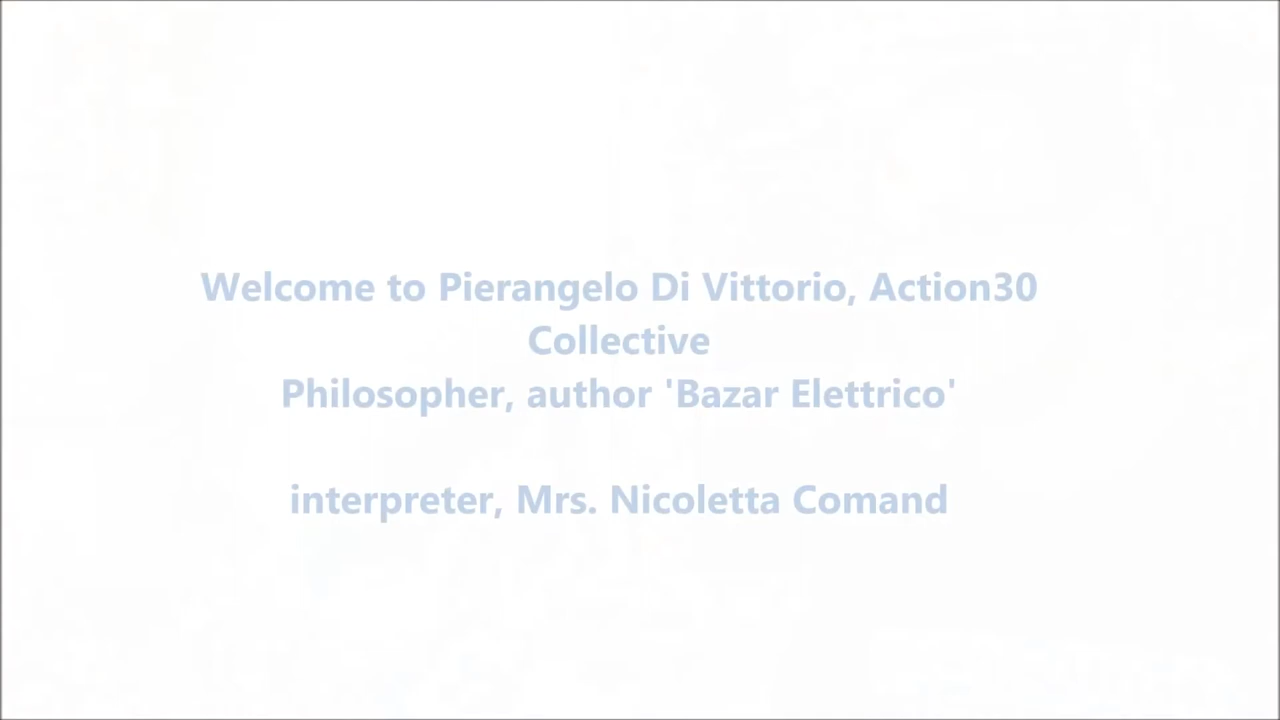 Welcome to Pierangelo Di Vittorio, Action30
Collective
Philosopher, author 'Bazar Elettrico'
interpreter, Mrs. Nicoletta Comand